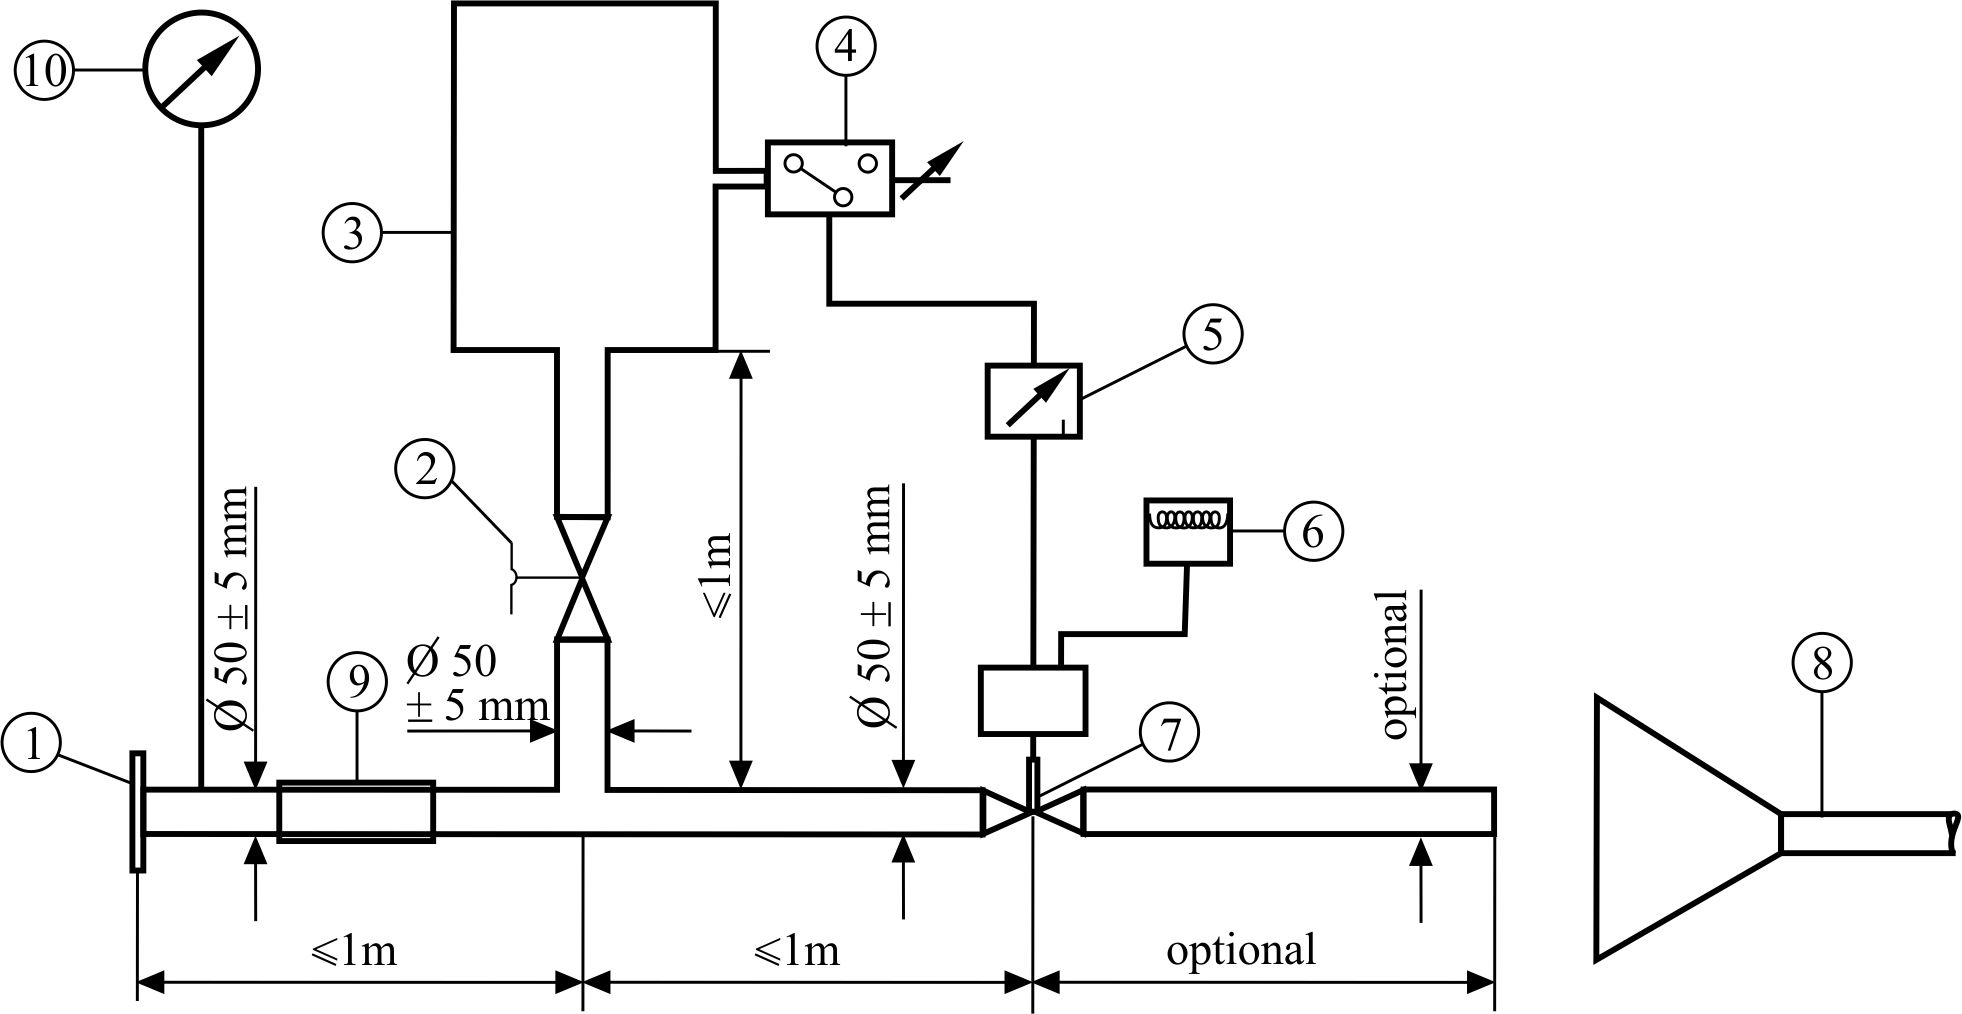 10
4
3
5
2
6
Ø 50 ± 5 mm
≤1m
Ø 50 ± 5 mm
optional
8
9
Ø 50
± 5 mm
7
1
≤1m
≤1m
optional